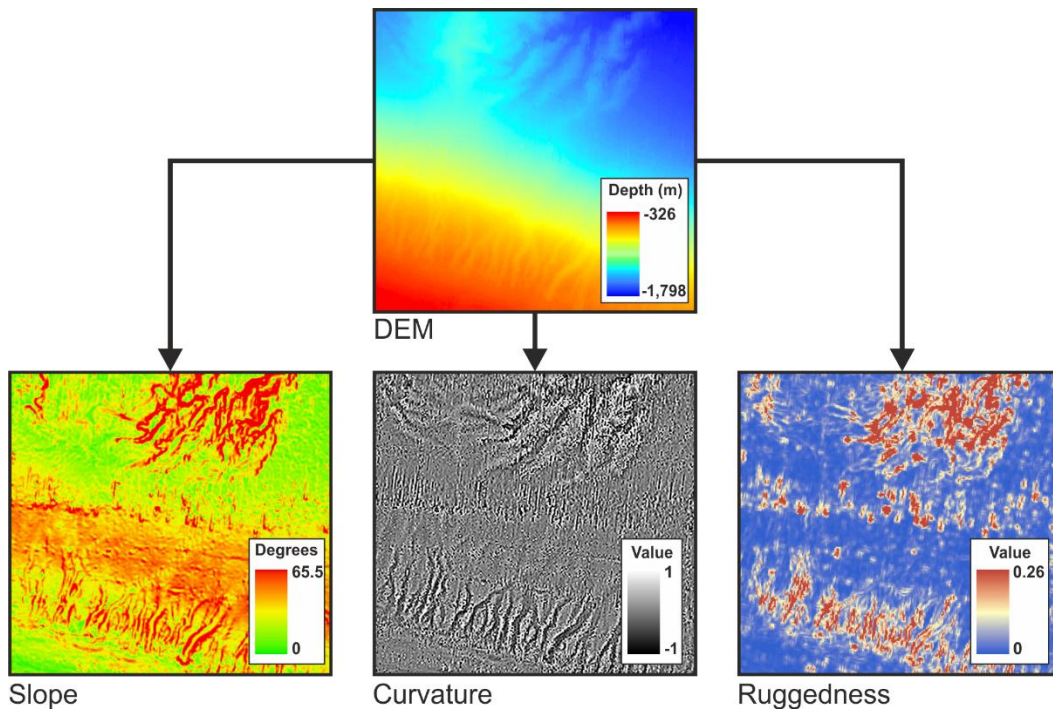 Depth (m)
-326
-1,798
DEM
Degrees
65.5
0
Slope
Value
1
-1
Curvature
Value
0.26
0
Ruggedness